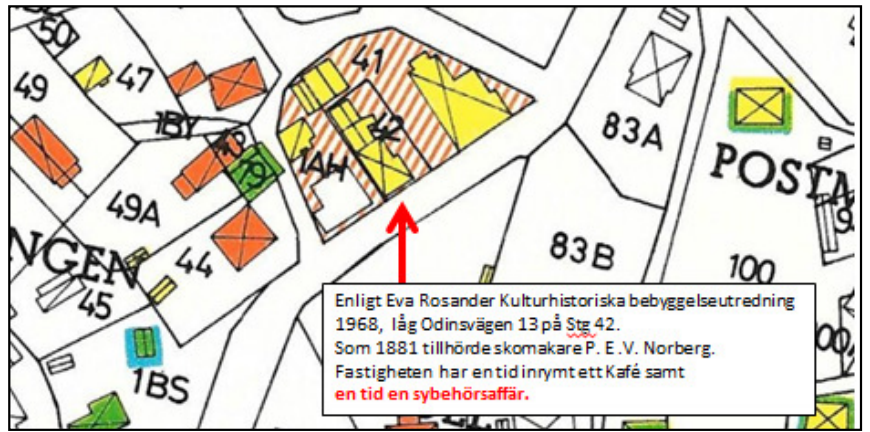 50
47
41
49
1BY
42
83A
79
1AH
POSTA
49A
NGEN
44
83B
100
45
1BS
Enligt Eva Rosander Kulturhistoriska bebyggelseutredning
1968, låg Odinsvägen 13 på Stg 42.
Som 1881 tillhörde skomakare P. E .V. Norberg.
Fastigheten har en tid inrymt ett Kafé samt
en tid en sybehörsaffär.